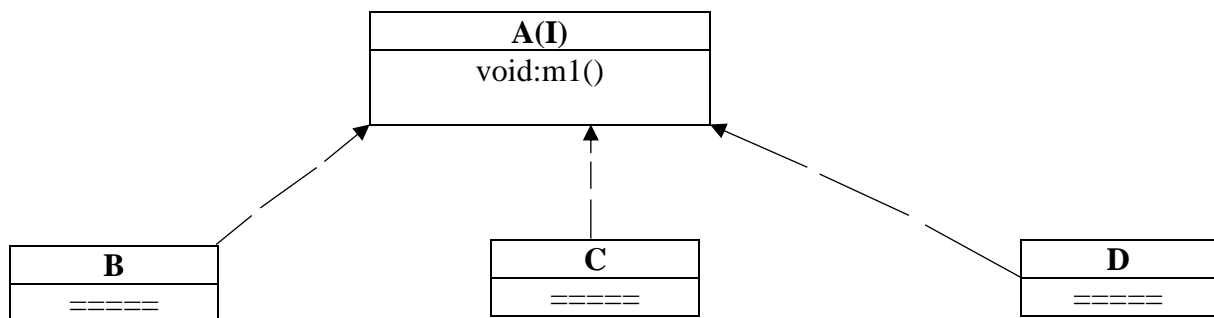 A(I)
void:m1()
B
=====
C
=====
D
=====